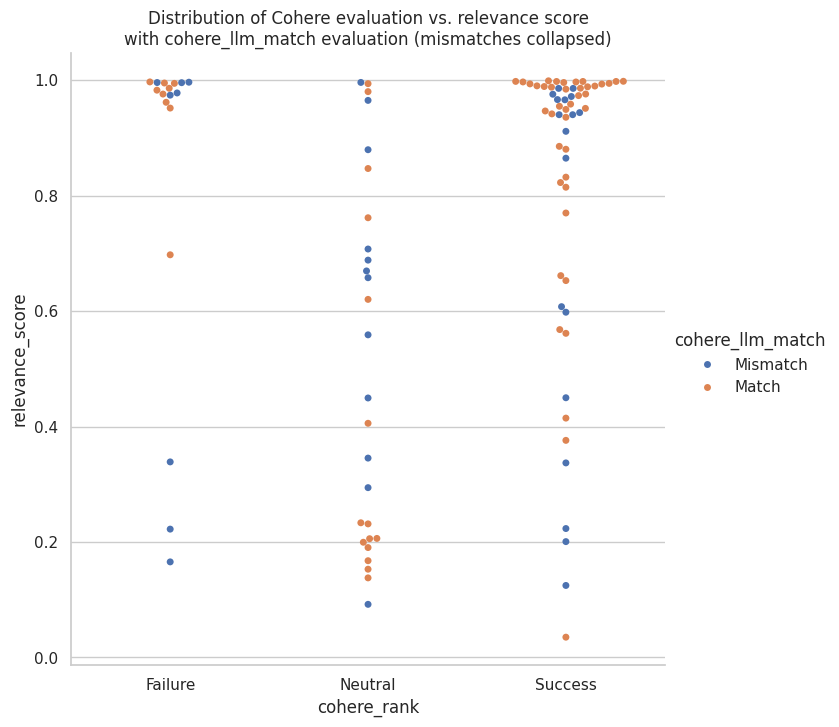 Distribution of Cohere evaluation vs. relevance score
with cohere_llm_match evaluation (mismatches collapsed)
1.0
0.8
0.6
0.4
0.2
0.0
relevance_score
Failure
Neutral
Success
cohere_rank
cohere_llm_match
Mismatch
Match